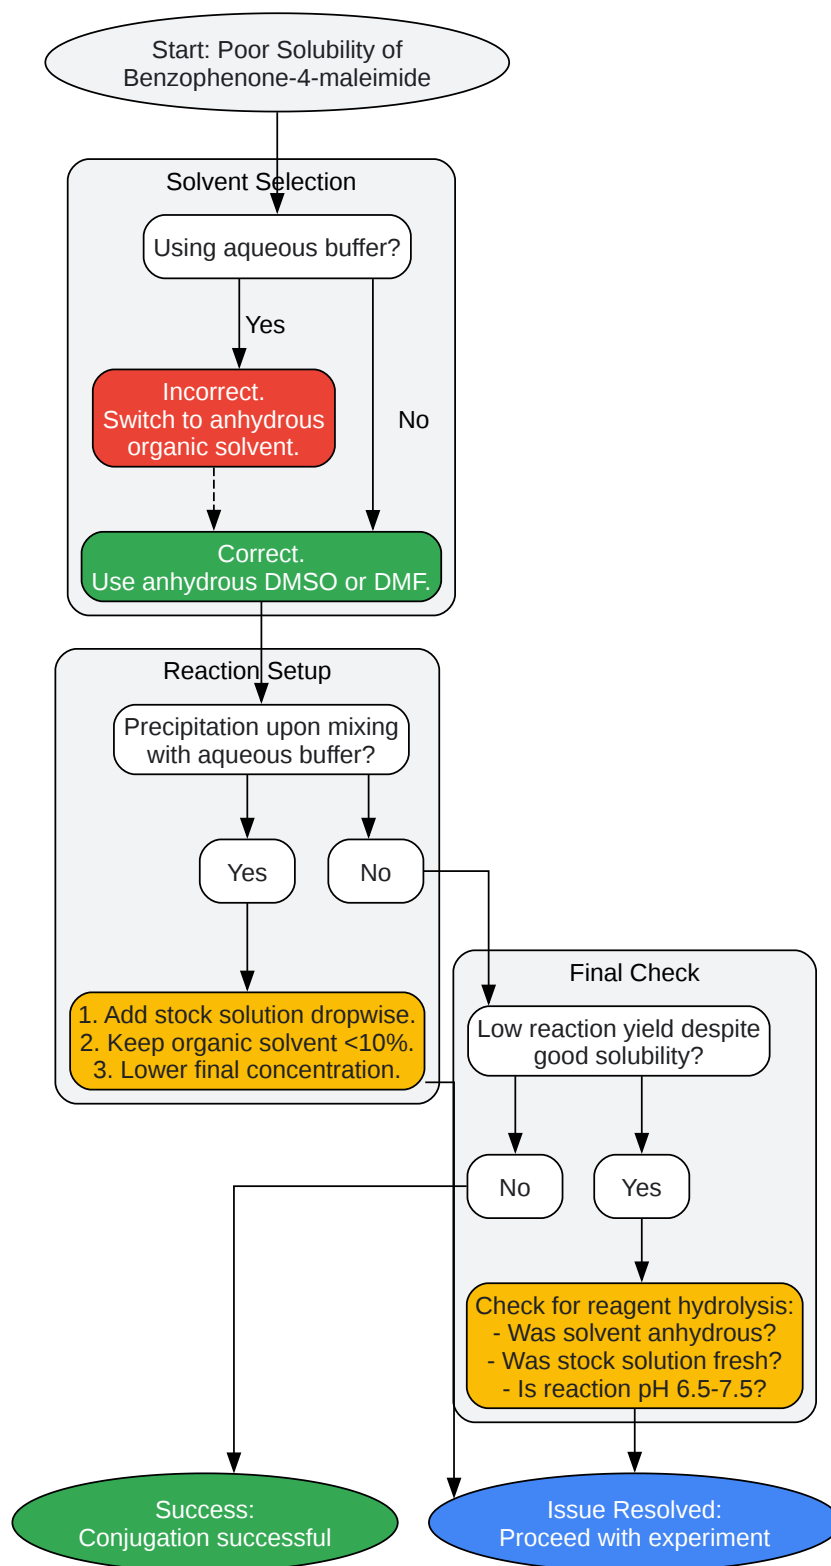 Start: Poor Solubility of
Benzophenone-4-maleimide
Solvent Selection
Using aqueous buffer?
Yes
Incorrect.
Switch to anhydrous
organic solvent.
No
Correct.
Use anhydrous DMSO or DMF.
Reaction Setup
Precipitation upon mixing
with aqueous buffer?
Yes
No
1. Add stock solution dropwise.
2. Keep organic solvent <10%.
3. Lower final concentration.
Final Check
Low reaction yield despite
good solubility?
No
Yes
Check for reagent hydrolysis:
- Was solvent anhydrous?
- Was stock solution fresh?
- Is reaction pH 6.5-7.5?
Success:
Conjugation successful
Issue Resolved:
Proceed with experiment